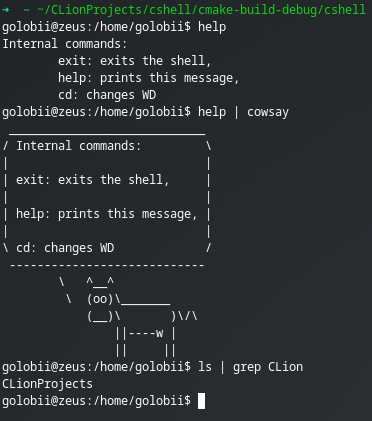 ➜  ~ ~/CLionProjects/cshell/cmake-build-debug/cshell
golobii@zeus:/home/golobii$ help
Internal commands:
        exit: exits the shell,
        help: prints this message,
        cd: changes WD
golobii@zeus:/home/golobii$ help | cowsay
 ____________________________
/ Internal commands:         \
|                            |
| exit: exits the shell,     |
|                            |
| help: prints this message, |
|                            |
\ cd: changes WD             /
 ----------------------------
        \   ^__^
         \  (oo)\_______
            (__)\       )\/\
                ||----w |
                ||     ||
golobii@zeus:/home/golobii$ ls | grep CLion
CLionProjects
golobii@zeus:/home/golobii$